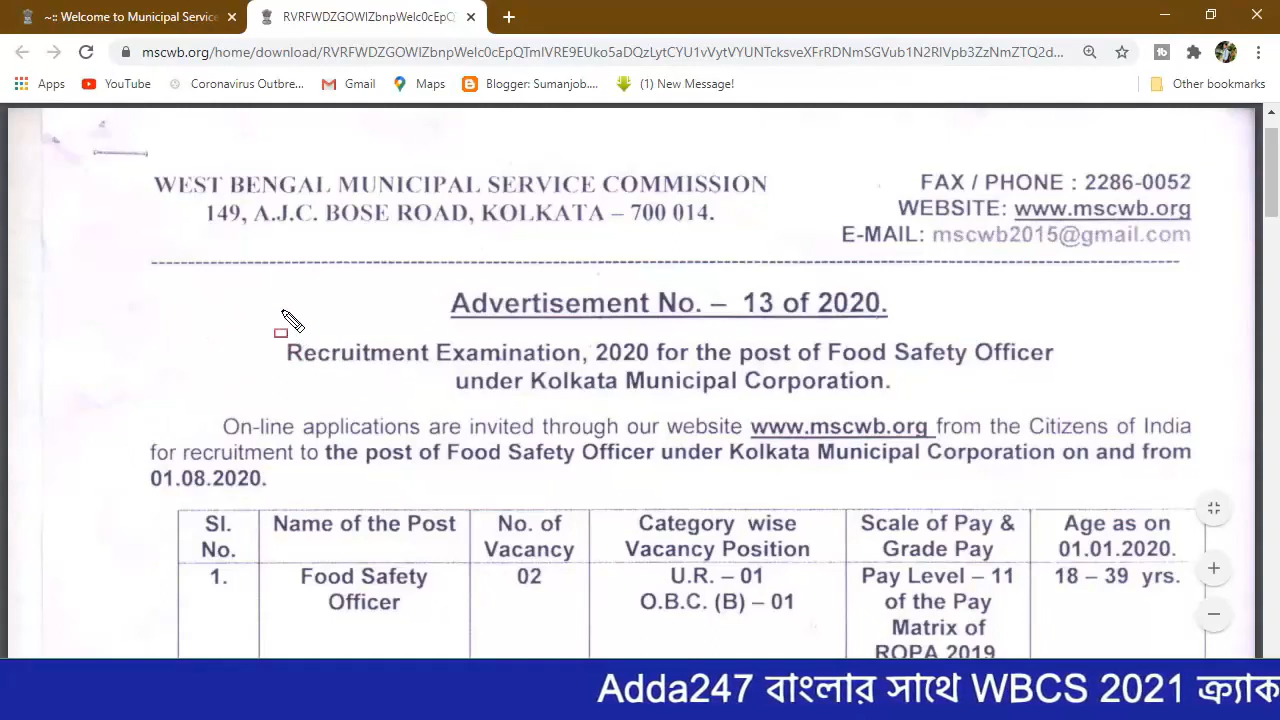 ~:: Welcome to Municipal Service
RVRFWDZGOWlZbnpWelc0cEpQ
mscwb.org/home/download/RVRFWDZGOWlZbnpWelc0cEpQTmlVRE9EUko5aDQzLytCYU1vVytVYUNTcksveXFrRDNmSGVub1N2RlVpb3ZzNmZTQ2d...
Apps
YouTube
Coronavirus Outbre...
Gmail
Maps
Blogger: Sumanjob....
(1) New Message!
Other bookmarks
WEST BENGAL MUNICIPAL SERVICE COMMISSION
149, A.J.C. BOSE ROAD, KOLKATA – 700 014.
FAX / PHONE : 2286-0052
WEBSITE: www.mscwb.org
E-MAIL: mscwb2015@gmail.com
Advertisement No. – 13 of 2020.
Recruitment Examination, 2020 for the post of Food Safety Officer
under Kolkata Municipal Corporation.
On-line applications are invited through our website www.mscwb.org from the Citizens of India
for recruitment to the post of Food Safety Officer under Kolkata Municipal Corporation on and from
01.08.2020.
Sl. No. Name of the Post No. of Vacancy Category wise Vacancy Position Scale of Pay & Grade Pay Age as on 01.01.2020.
1. Food Safety Officer 02 U.R. – 01 O.B.C. (B) – 01 Pay Level – 11 of the Pay Matrix of ROPA 2019 18 – 39 yrs.
Adda247 বাংলার সাথে WBCS 2021 ক্র্যাক